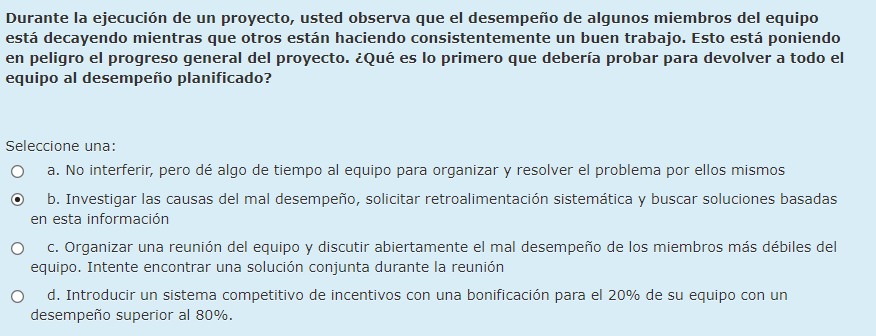 Durante la ejecución de un proyecto, usted observa que el desempeño de algunos miembros del equipo
está decayendo mientras que otros están haciendo consistentemente un buen trabajo. Esto está poniendo
en peligro el progreso general del proyecto. ¿Qué es lo primero que debería probar para devolver a todo el
equipo al desempeño planificado?
Seleccione una:
a. No interferir, pero dé algo de tiempo al equipo para organizar y resolver el problema por ellos mismos
b. Investigar las causas del mal desempeño, solicitar retroalimentación sistemática y buscar soluciones basadas
en esta información
c. Organizar una reunión del equipo y discutir abiertamente el mal desempeño de los miembros más débiles del
equipo. Intente encontrar una solución conjunta durante la reunión
d. Introducir un sistema competitivo de incentivos con una bonificación para el 20% de su equipo con un
desempeño superior al 80%.